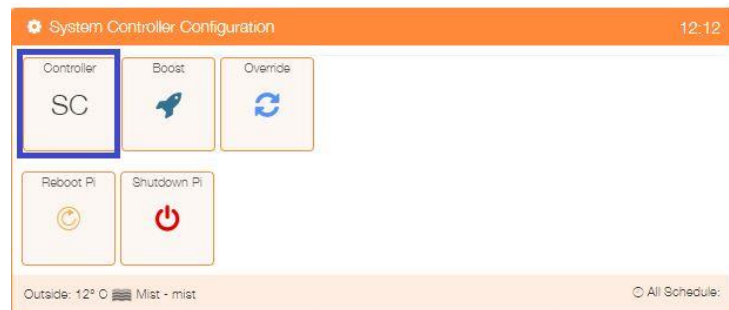 System Controller Configuration 12:12
Controller Boost Override
SC
Reboot Pi Shutdown Pi
Outside: 12° C Mist - mist All Schedule: